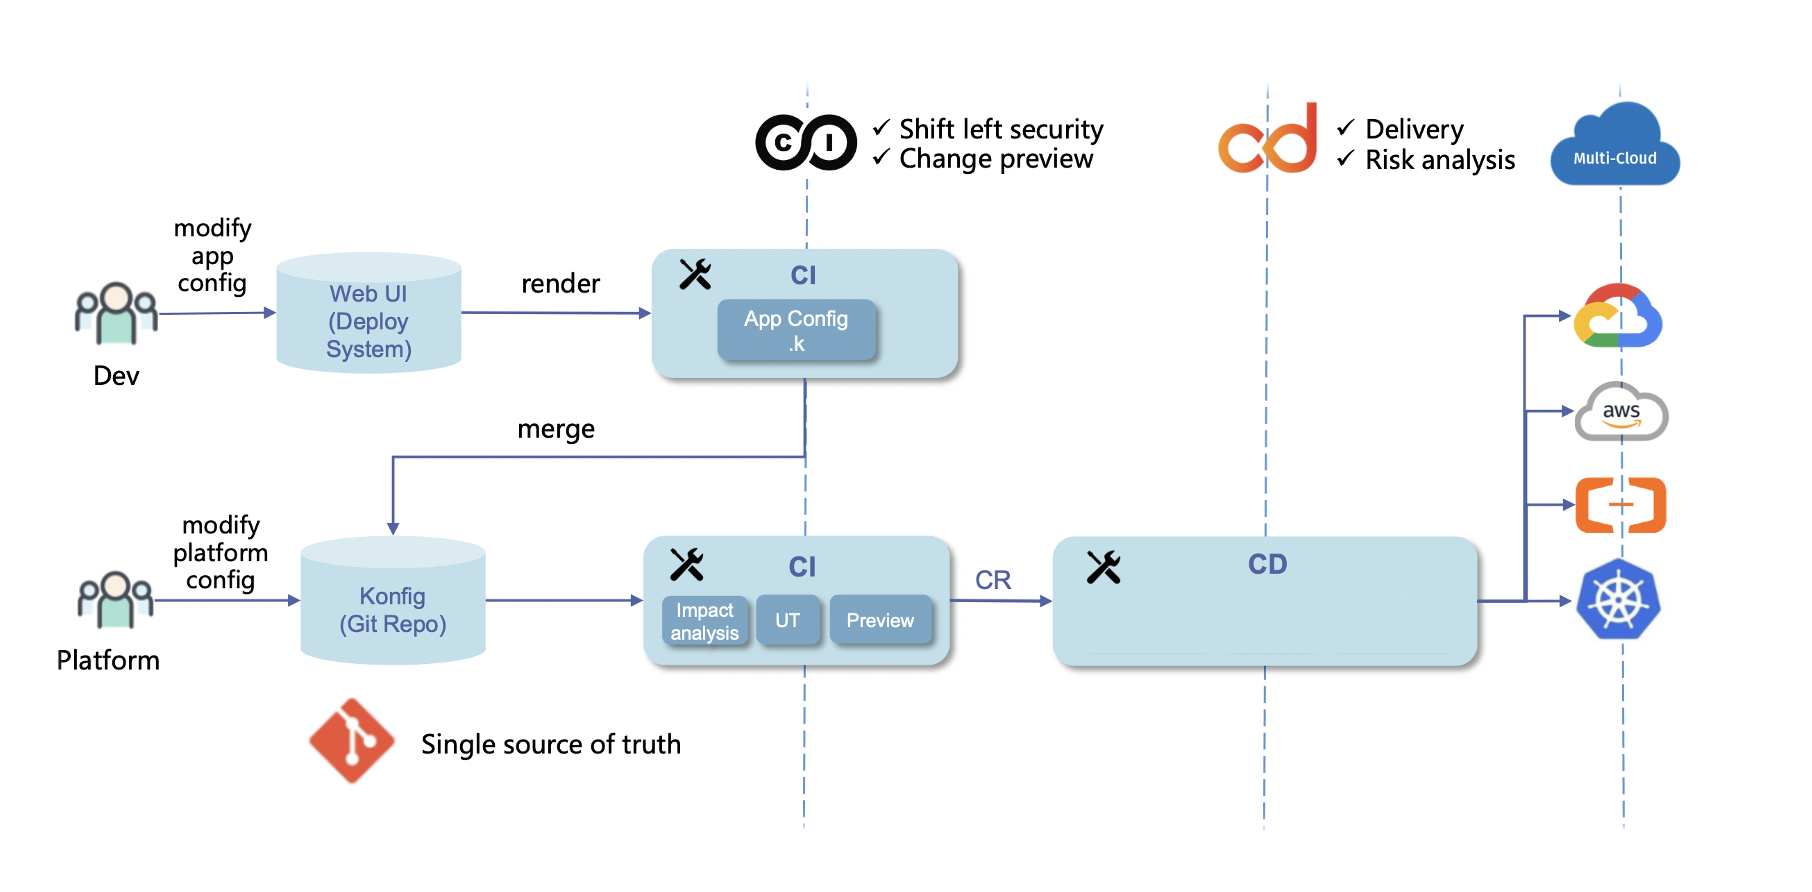 C I
✓ Shift left security
✓ Change preview
cd
✓ Delivery
✓ Risk analysis
Multi-Cloud
modify
app
config
Dev
Web UI
(Deploy
System)
render
CI
App Config
.k
merge
aws
modify
platform
config
Platform
Konfig
(Git Repo)
CI
Impact
analysis
UT
Preview
CR
CD
Single source of truth